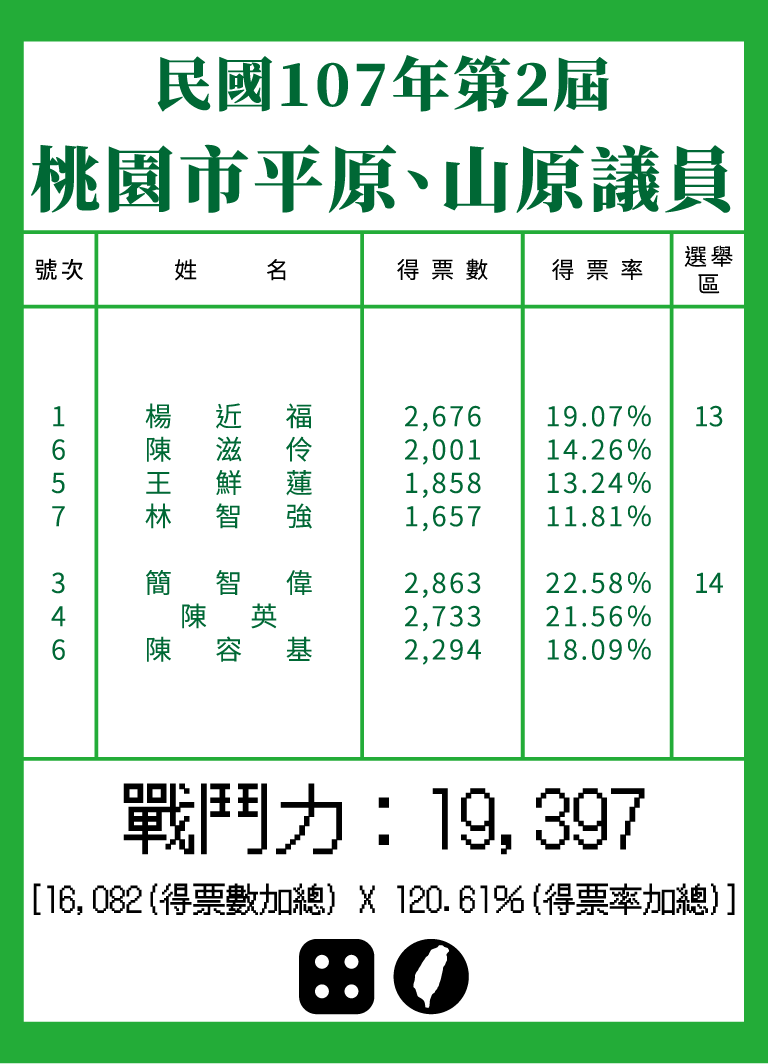 民國107年第2屆
桃園市平原、山原議員
號次 姓名 得票數 得票率 選舉區
1 楊近福 2,676 19.07% 13
6 陳滋伶 2,001 14.26%
5 王鮮蓮 1,858 13.24%
7 林智強 1,657 11.81%
3 簡智偉 2,863 22.58% 14
4 陳英 2,733 21.56%
6 陳容基 2,294 18.09%
戰鬥力：19,397
[16,082(得票數加總) X 120.61%(得票率加總)]